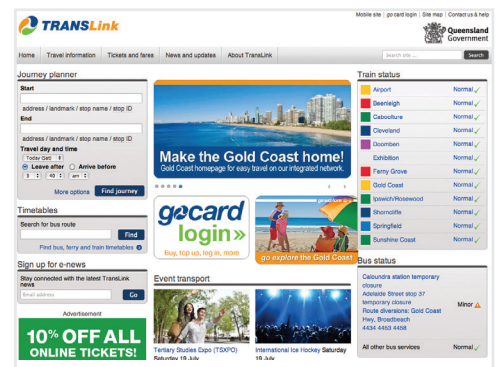 Mobile site | go card login | Site map | Contact us & help
TRANSLink
Queensland
Government
Home Travel information Tickets and fares News and updates About TransLink
Search site ... Search
Journey planner
Start
address / landmark / stop name / stop ID
End
address / landmark / stop name / stop ID
Travel day and time
Today (Sat)
Leave after Arrive before
8 40 am
More options Find journey
Timetables
Search for bus route
Find
Find bus, ferry and train timetables
Sign up for e-news
Stay connected with the latest TransLink
news
Email address Go
Advertisement
10% OFF ALL
ONLINE TICKETS!
Make the Gold Coast home!
Gold Coast homepage for easy travel on our integrated network.
gocard
login»
Buy, top up, log in, more
go explore the Gold Coast
Event transport
Tertiary Studies Expo (TSXPO)
Saturday 19 July
International Ice Hockey Saturday
19 July
Train status
Airport Normal
Beenleigh Normal
Caboolture Normal
Cleveland Normal
Doomben Normal
Exhibition Normal
Ferny Grove Normal
Gold Coast Normal
Ipswich/Rosewood Normal
Shorncliffe Normal
Springfield Normal
Sunshine Coast Normal
Bus status
Caloundra station temporary
closure
Adelaide Street stop 37
temporary closure
Route diversions: Gold Coast
Hwy, Broadbeach
4434 4453 4456
Minor
All other bus services Normal